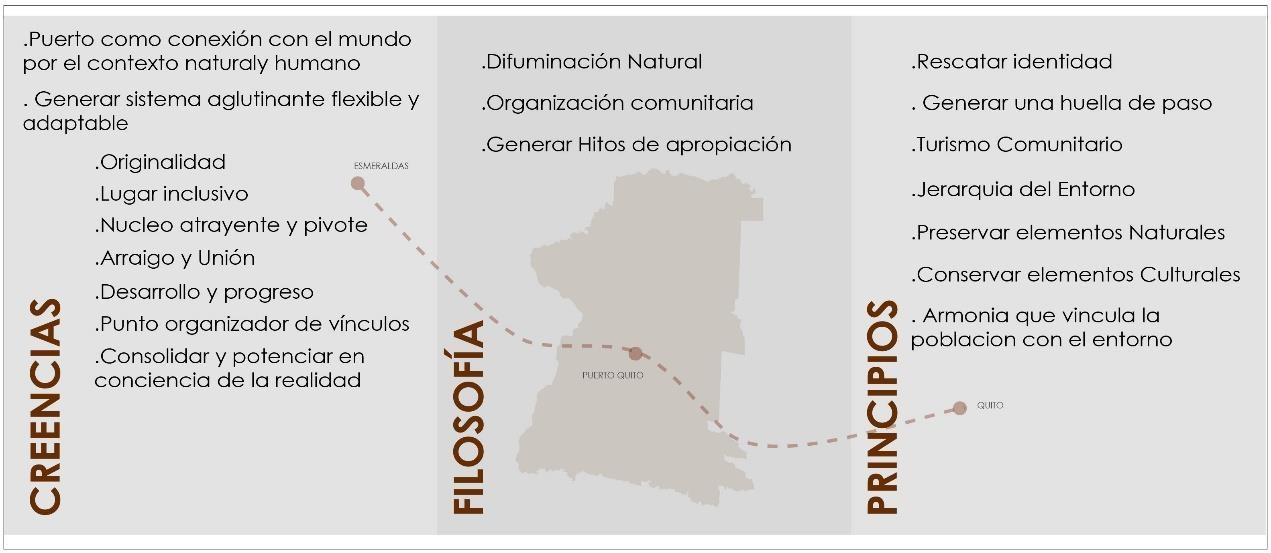 .Puerto como conexión con el mundo
por el contexto naturaly humano
. Generar sistema aglutinante flexible y
adaptable
.Originalidad
.Lugar inclusivo
.Nucleo atrayente y pivote
.Arraigo y Unión
.Desarrollo y progreso
.Punto organizador de vínculos
.Consolidar y potenciar en
conciencia de la realidad
CREENCIAS
ESMERALDAS
.Difuminación Natural
.Organización comunitaria
.Generar Hitos de apropiación
FILOSOFÍA
PUERTO QUITO
.Rescatar identidad
. Generar una huella de paso
.Turismo Comunitario
.Jerarquia del Entorno
.Preservar elementos Naturales
.Conservar elementos Culturales
. Armonia que vincula la
poblacion con el entorno
PRINCIPIOS
QUITO